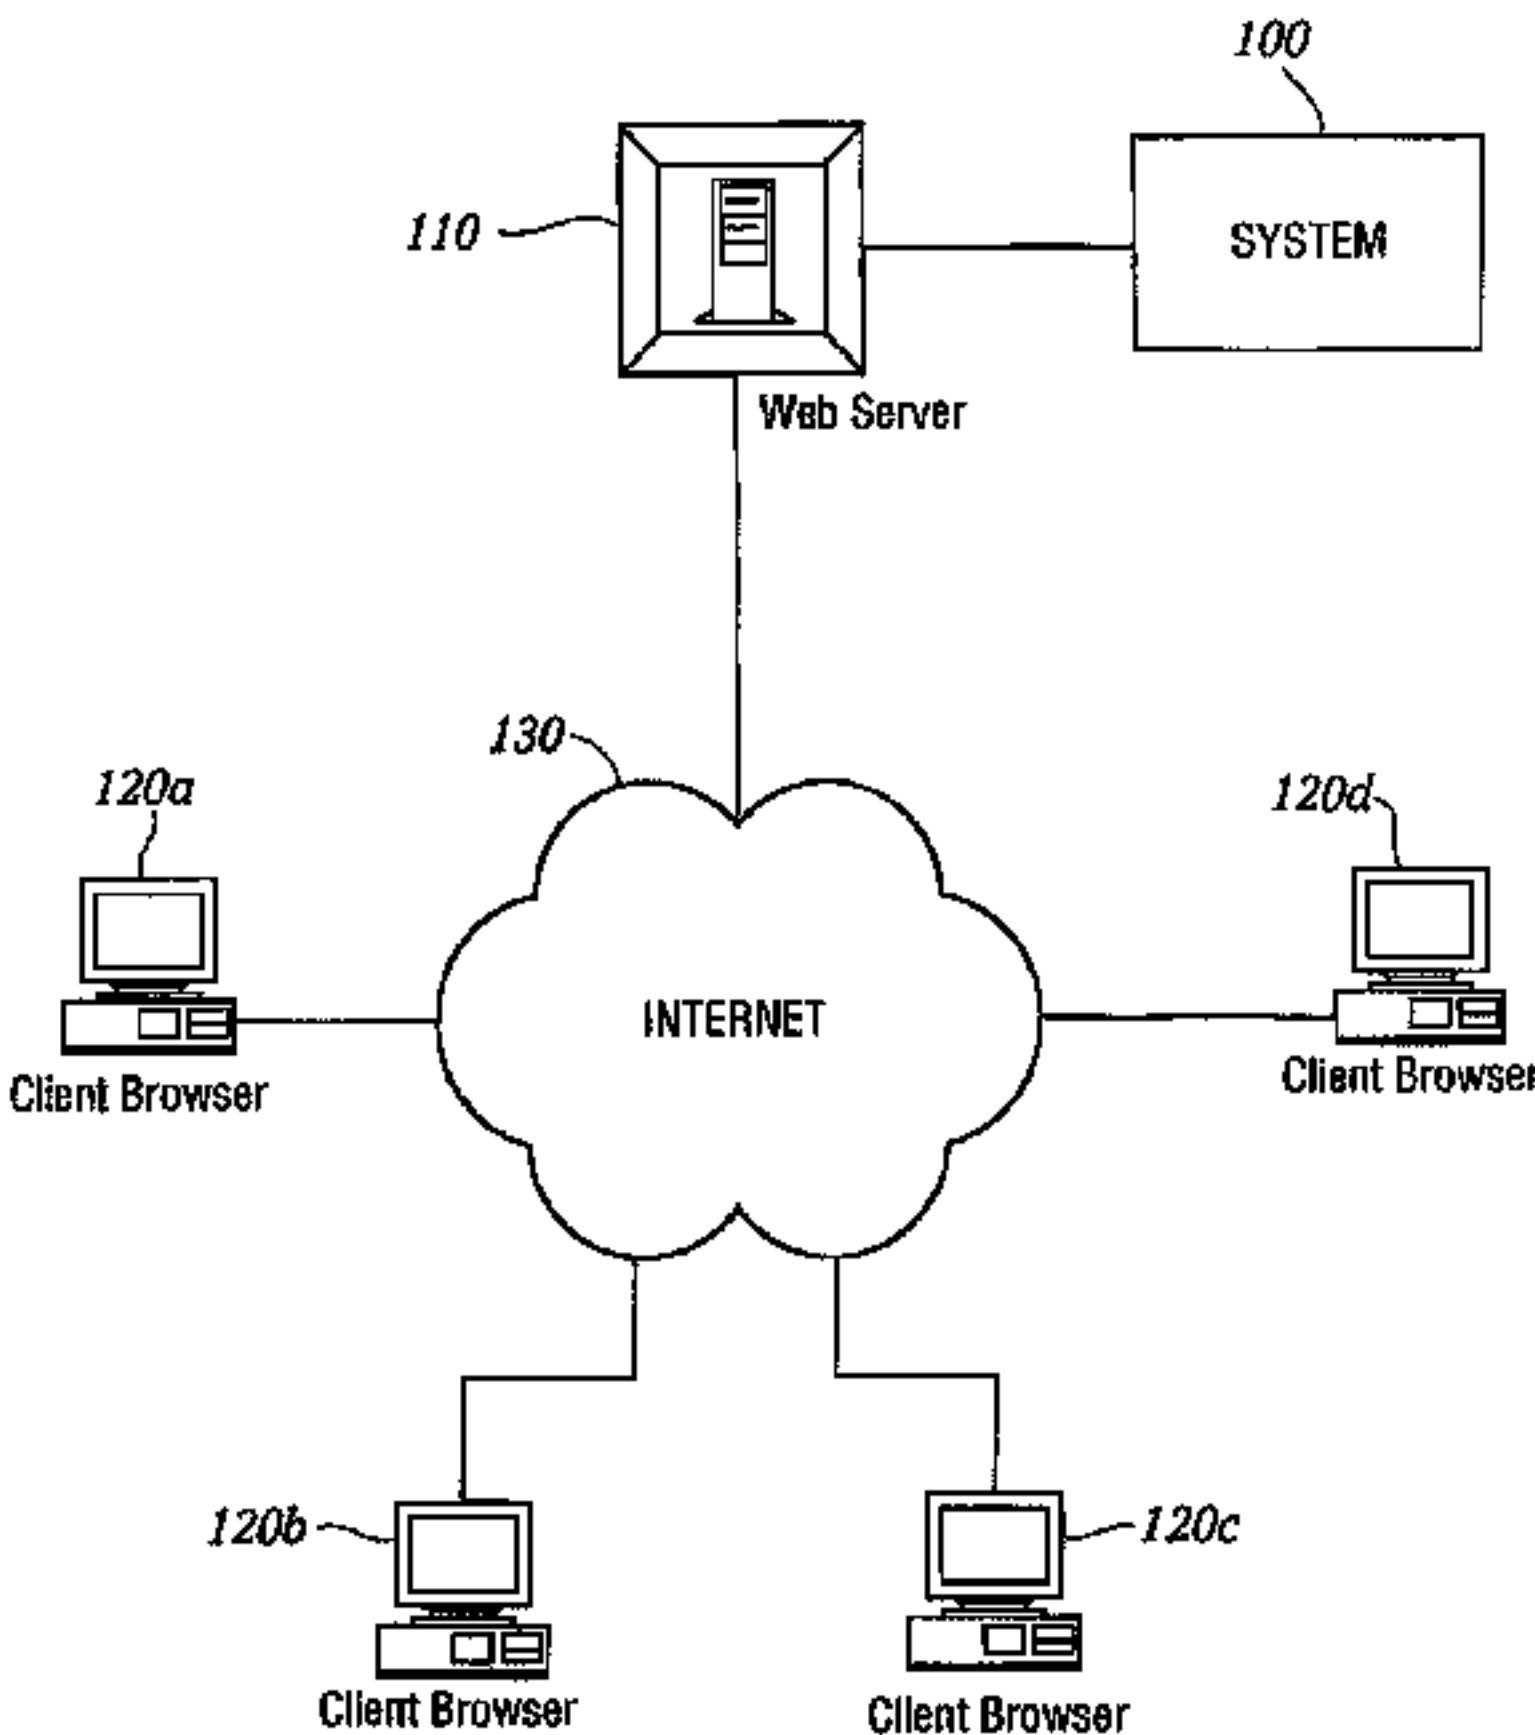 100
110
SYSTEM
Web Server
130
120a
120d
INTERNET
Client Browser
Client Browser
120b
120c
Client Browser
Client Browser